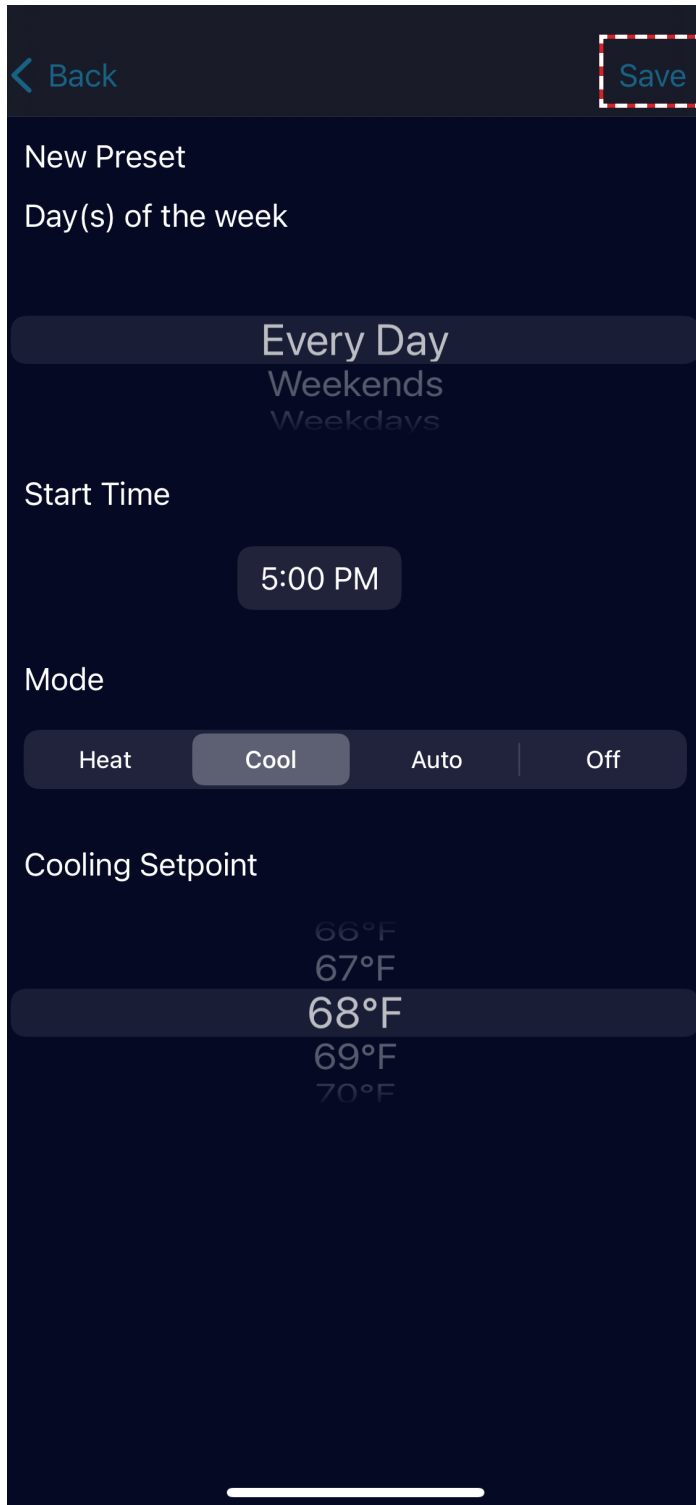 Back Save
New Preset
Day(s) of the week
Every Day
Weekends
Weekdays
Start Time
5:00 PM
Mode
Heat Cool Auto Off
Cooling Setpoint
66°F
67°F
68°F
69°F
70°F